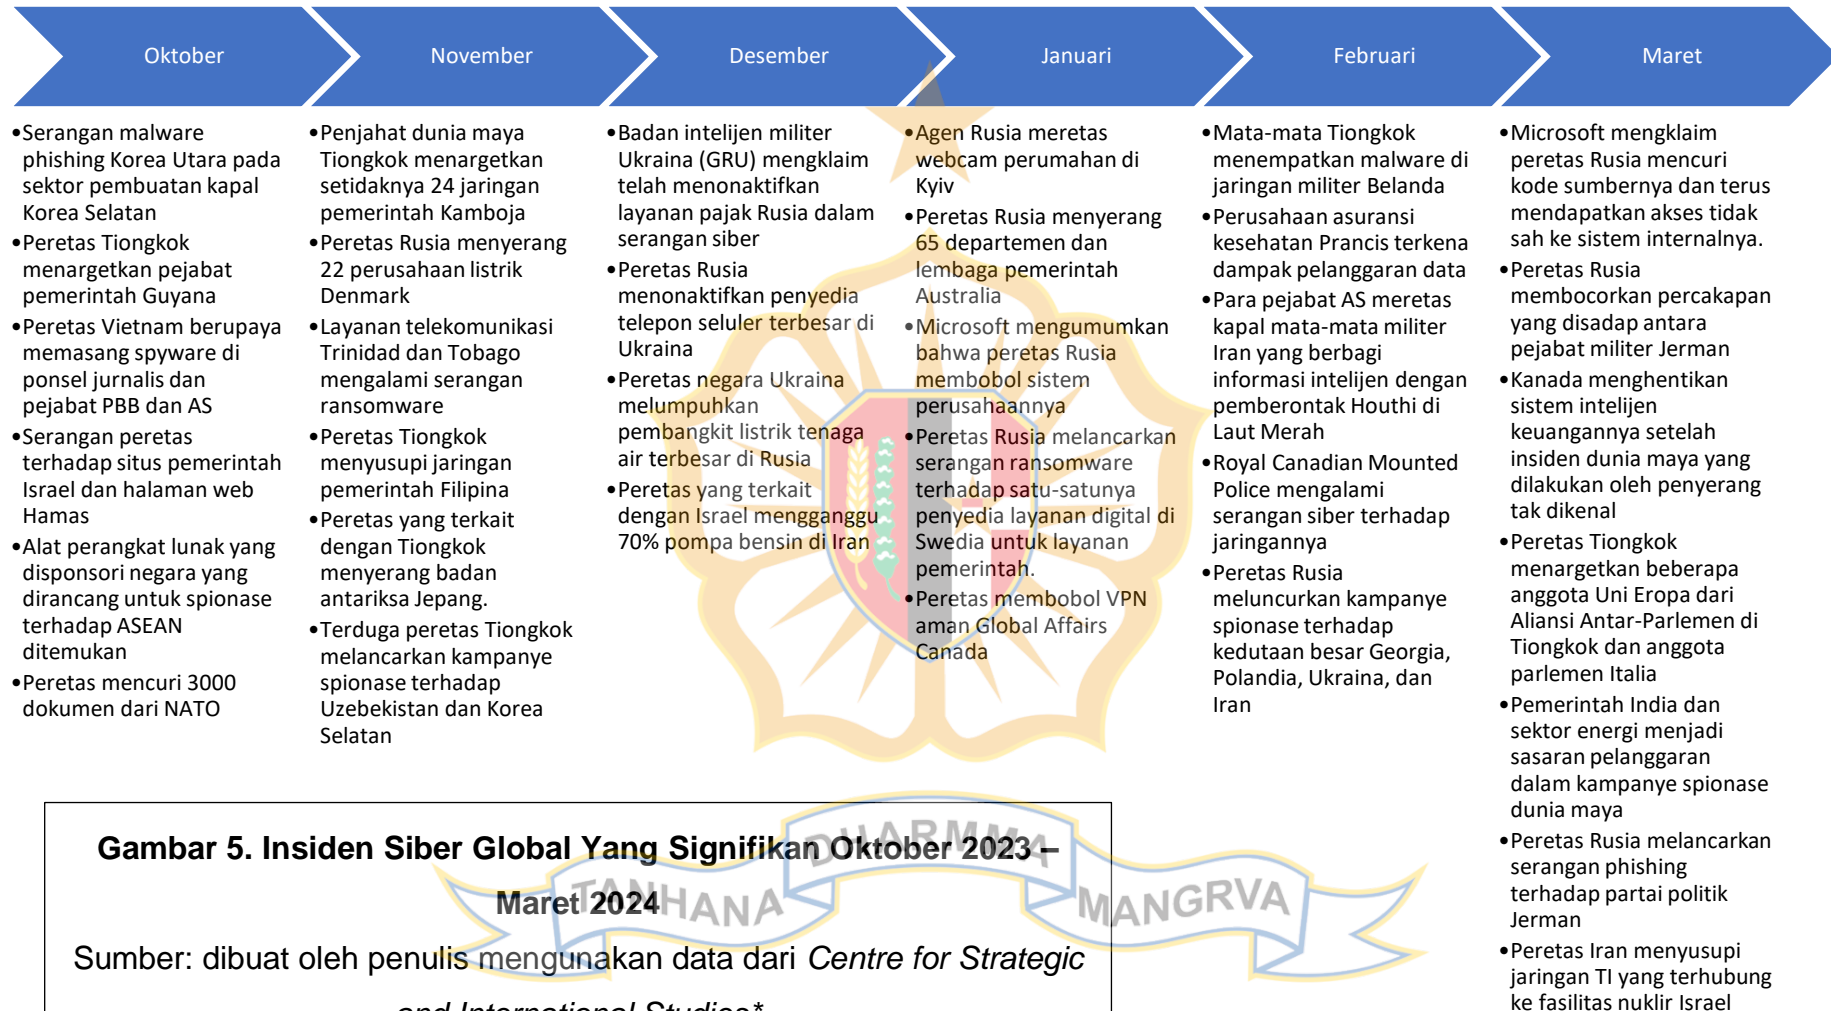 Oktober
November
Desember
Januari
Februari
Maret
•Serangan malware
phishing Korea Utara pada
sektor pembuatan kapal
Korea Selatan
•Peretas Tiongkok
menargetkan pejabat
pemerintah Guyana
•Peretas Vietnam berupaya
memasang spyware di
ponsel jurnalis dan
pejabat PBB dan AS
•Serangan peretas
terhadap situs pemerintah
Israel dan halaman web
Hamas
•Alat perangkat lunak yang
disponsori negara yang
dirancang untuk spionase
terhadap ASEAN
ditemukan
•Peretas mencuri 3000
dokumen dari NATO
•Penjahat dunia maya
Tiongkok menargetkan
setidaknya 24 jaringan
pemerintah Kamboja
•Peretas Rusia menyerang
22 perusahaan listrik
Denmark
•Layanan telekomunikasi
Trinidad dan Tobago
mengalami serangan
ransomware
•Peretas Tiongkok
menyusupi jaringan
pemerintah Filipina
•Peretas yang terkait
dengan Tiongkok
menyerang badan
antariksa Jepang.
•Terduga peretas Tiongkok
melancarkan kampanye
spionase terhadap
Uzebekistan dan Korea
Selatan
•Badan intelijen militer
Ukraina (GRU) mengklaim
telah menonaktifkan
layanan pajak Rusia dalam
serangan siber
•Peretas Rusia
menonaktifkan penyedia
telepon seluler terbesar di
Ukraina
•Peretas negara Ukraina
melumpuhkan
pembangkit listrik tenaga
air terbesar di Rusia
•Peretas yang terkait
dengan Israel mengganggu
70% pompa bensin di Iran
•Agen Rusia meretas
webcam perumahan di
Kyiv
•Peretas Rusia menyerang
65 departemen dan
lembaga pemerintah
Australia
•Microsoft mengumumkan
bahwa peretas Rusia
membobol sistem
perusahaannya
•Peretas Rusia melancarkan
serangan ransomware
terhadap satu-satunya
penyedia layanan digital di
Swedia untuk layanan
pemerintah.
•Peretas membobol VPN
aman Global Affairs
Canada
•Mata-mata Tiongkok
menempatkan malware di
jaringan militer Belanda
•Perusahaan asuransi
kesehatan Prancis terkena
dampak pelanggaran data
•Para pejabat AS meretas
kapal mata-mata militer
Iran yang berbagi
informasi intelijen dengan
pemberontak Houthi di
Laut Merah
•Royal Canadian Mounted
Police mengalami
serangan siber terhadap
jaringannya
•Peretas Rusia
meluncurkan kampanye
spionase terhadap
kedutaan besar Georgia,
Polandia, Ukraina, dan
Iran
•Microsoft mengklaim
peretas Rusia mencuri
kode sumbernya dan terus
mendapatkan akses tidak
sah ke sistem internalnya.
•Peretas Rusia
membocorkan percakapan
yang disadap antara
pejabat militer Jerman
•Kanada menghentikan
sistem intelijen
keuangannya setelah
insiden dunia maya yang
dilakukan oleh penyerang
tak dikenal
•Peretas Tiongkok
menargetkan beberapa
anggota Uni Eropa dari
Aliansi Antar-Parlemen di
Tiongkok dan anggota
parlemen Italia
•Pemerintah India dan
sektor energi menjadi
sasaran pelanggaran
dalam kampanye spionase
dunia maya
•Peretas Rusia melancarkan
serangan phishing
terhadap partai politik
Jerman
•Peretas Iran menyusupi
jaringan TI yang terhubung
ke fasilitas nuklir Israel
Gambar 5. Insiden Siber Global Yang Signifikan Oktober 2023 –
Maret 2024
Sumber: dibuat oleh penulis mengunakan data dari Centre for Strategic
and International Studies*
TANHANA DHARMMA MANGRVA